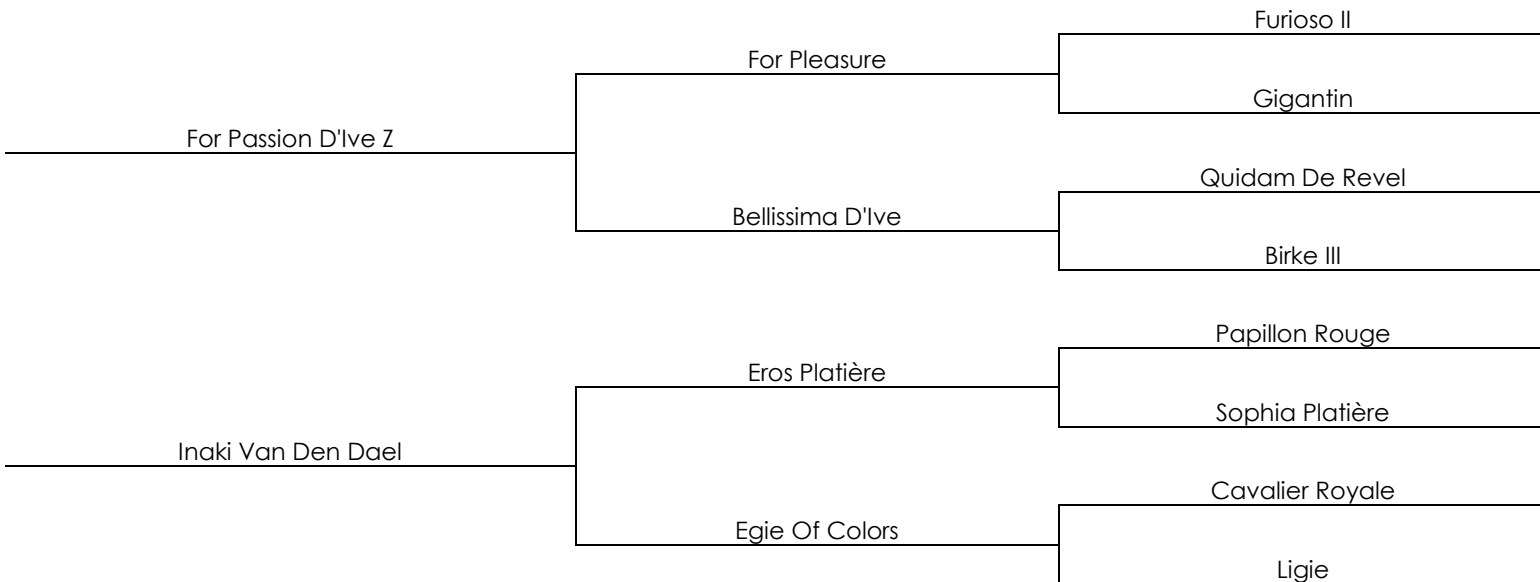 Furioso II
For Pleasure
Gigantin
For Passion D'Ive Z
Quidam De Revel
Bellissima D'Ive
Birke III
Papillon Rouge
Eros Platière
Sophia Platière
Inaki Van Den Dael
Cavalier Royale
Egie Of Colors
Ligie